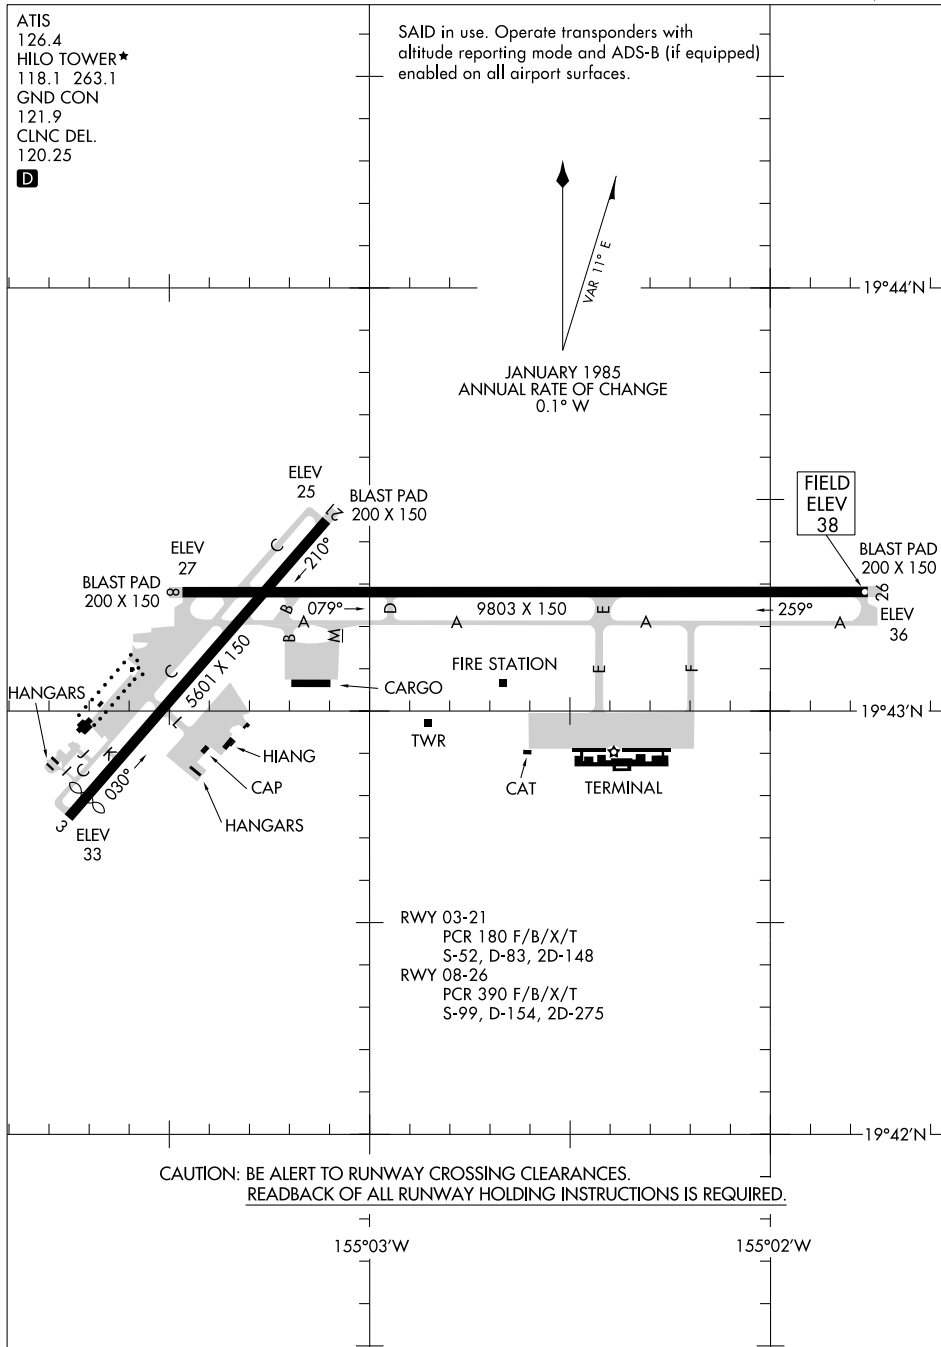 ATIS
126.4
HILO TOWER★
118.1 263.1
GND CON
121.9
CLNC DEL.
120.25
D
SAID in use. Operate transponders with
altitude reporting mode and ADS-B (if equipped)
enabled on all airport surfaces.
VAR 11° E
19°44'N
JANUARY 1985
ANNUAL RATE OF CHANGE
0.1° W
ELEV
25
BLAST PAD
200 X 150
21
FIELD
ELEV
38
C
210°
ELEV
27
BLAST PAD
200 X 150
BLAST PAD
200 X 150
8
26
B
079°
D
9803 X 150
E
259°
ELEV
36
A
A
A
A
B
M
C
5601 X 150
E
F
FIRE STATION
HANGARS
CARGO
19°43'N
L
TWR
HIANG
J
K
I
C
CAP
CAT
TERMINAL
030°
HANGARS
3
ELEV
33
RWY 03-21
PCR 180 F/B/X/T
S-52, D-83, 2D-148
RWY 08-26
PCR 390 F/B/X/T
S-99, D-154, 2D-275
19°42'N
CAUTION: BE ALERT TO RUNWAY CROSSING CLEARANCES.
READBACK OF ALL RUNWAY HOLDING INSTRUCTIONS IS REQUIRED.
155°03'W
155°02'W